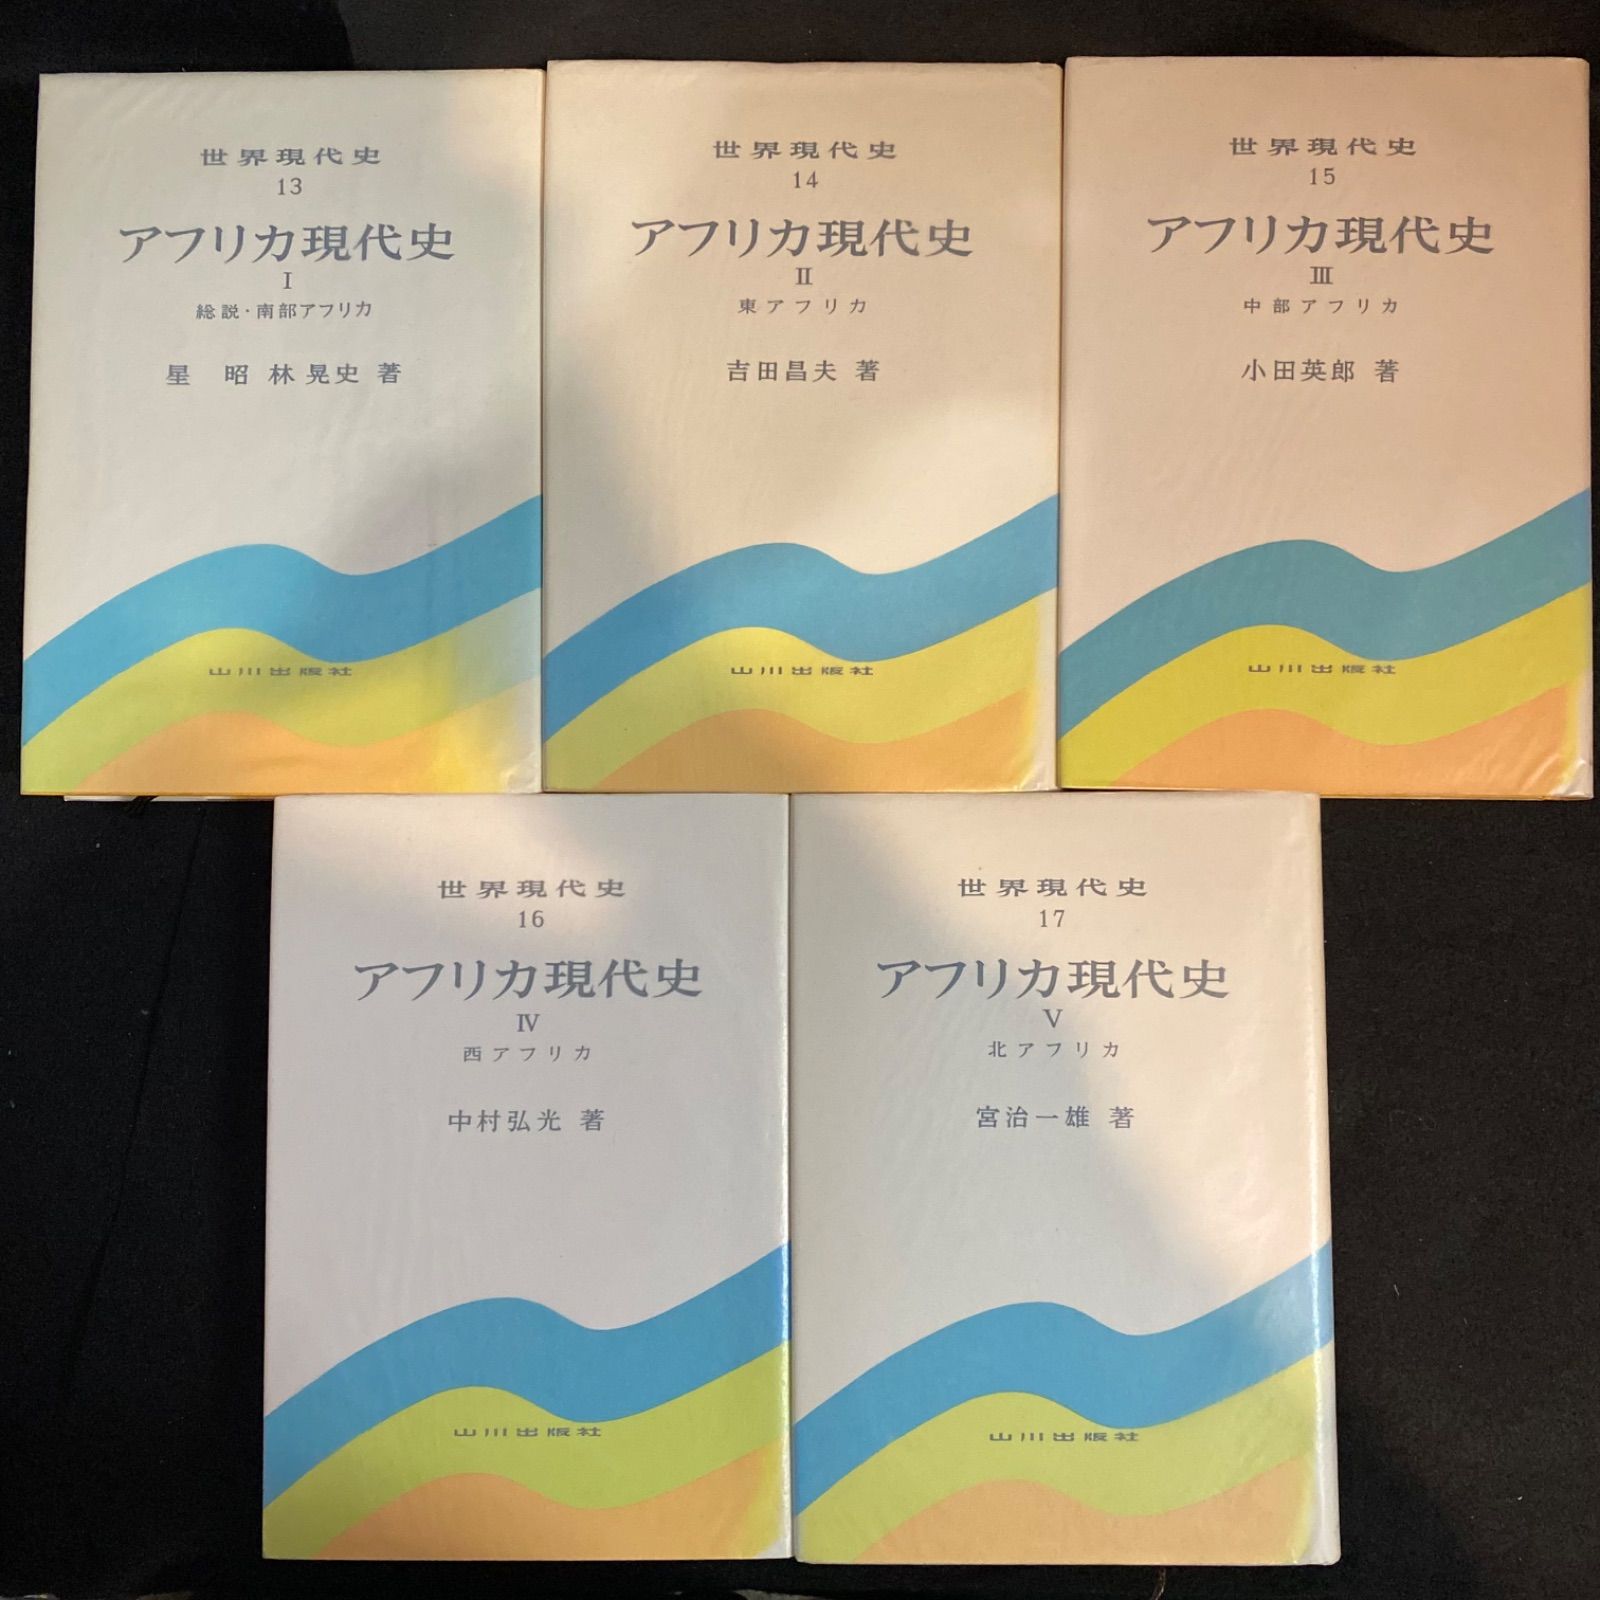 世界現代史
13
アフリカ現代史
I
総説・南部アフリカ
星 昭 林晃史 著
山川出版社
世界現代史
14
アフリカ現代史
II
東アフリカ
吉田昌夫 著
山川出版社
世界現代史
15
アフリカ現代史
III
中部アフリカ
小田英郎 著
山川出版社
世界現代史
16
アフリカ現代史
IV
西アフリカ
中村弘光 著
山川出版社
世界現代史
17
アフリカ現代史
V
北アフリカ
宮治一雄 著
山川出版社